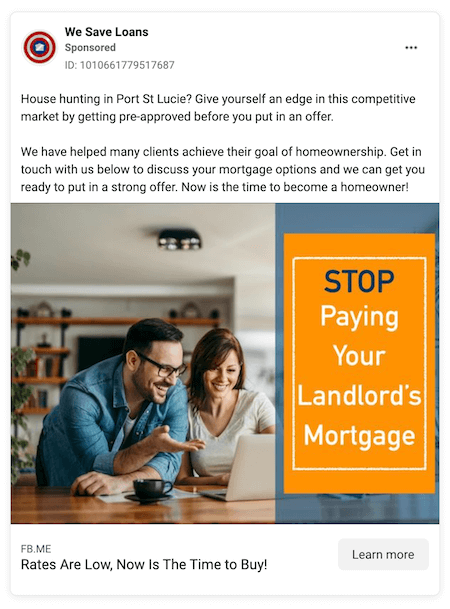 We Save Loans
Sponsored
ID: 1010661779517687
House hunting in Port St Lucie? Give yourself an edge in this competitive
market by getting pre-approved before you put in an offer.
We have helped many clients achieve their goal of homeownership. Get in
touch with us below to discuss your mortgage options and we can get you
ready to put in a strong offer. Now is the time to become a homeowner!
STOP
Paying
Your
Landlord's
Mortgage
FB.ME
Rates Are Low, Now Is The Time to Buy!
Learn more